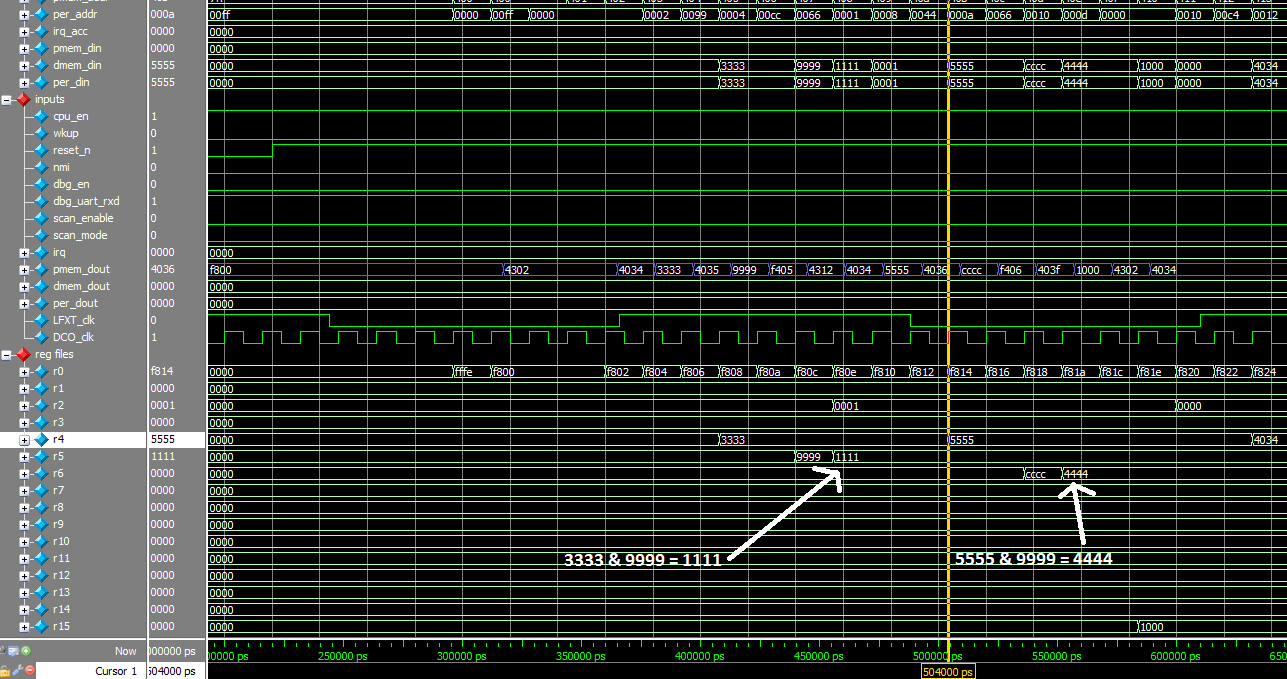 per_addr 000a 00ff 0000 00ff 0000 0002 0099 0004 00cc 0066 0001 0008 0044 000a 0066 0010 000d 0000 0010 00c4 0012
irq_acc 0000 0000
pmem_din 0000 0000
dmem_din 5555 0000 3333 9999 1111 0001 5555 cccc 4444 1000 0000 4034
per_din 5555 0000 3333 9999 1111 0001 5555 cccc 4444 1000 0000 4034
inputs
cpu_en 1
wkup 0
reset_n 1
nmi 0
dbg_en 0
dbg_uart_rxd 1
scan_enable 0
scan_mode 0
irq 0000 0000
pmem_dout 4036 f800 4302 4034 3333 4035 9999 f405 4312 4034 5555 4036 cccc f406 403f 1000 4302 4034
dmem_dout 0000 0000
per_dout 0000 0000
LFXT_clk 0
DCO_clk 1
reg files
r0 f814 0000 fffe f800 f802 f804 f806 f808 f80a f80c f80e f810 f812 f814 f816 f818 f81a f81c f81e f820 f822 f824
r1 0000 0000
r2 0001 0000 0001 0000
r3 0000 0000
r4 5555 0000 3333 5555 4034
r5 1111 0000 9999 1111
r6 0000 0000 cccc 4444
r7 0000 0000
r8 0000 0000
r9 0000 0000
r10 0000 0000
r11 0000 0000
3333 & 9999 = 1111 5555 & 9999 = 4444
r12 0000 0000
r13 0000 0000
r14 0000 0000
r15 0000 0000 1000
Now 000000 ps 00000 ps 250000 ps 300000 ps 350000 ps 400000 ps 450000 ps 500000 ps 550000 ps 600000 ps 650
Cursor 1 504000 ps 504000 ps